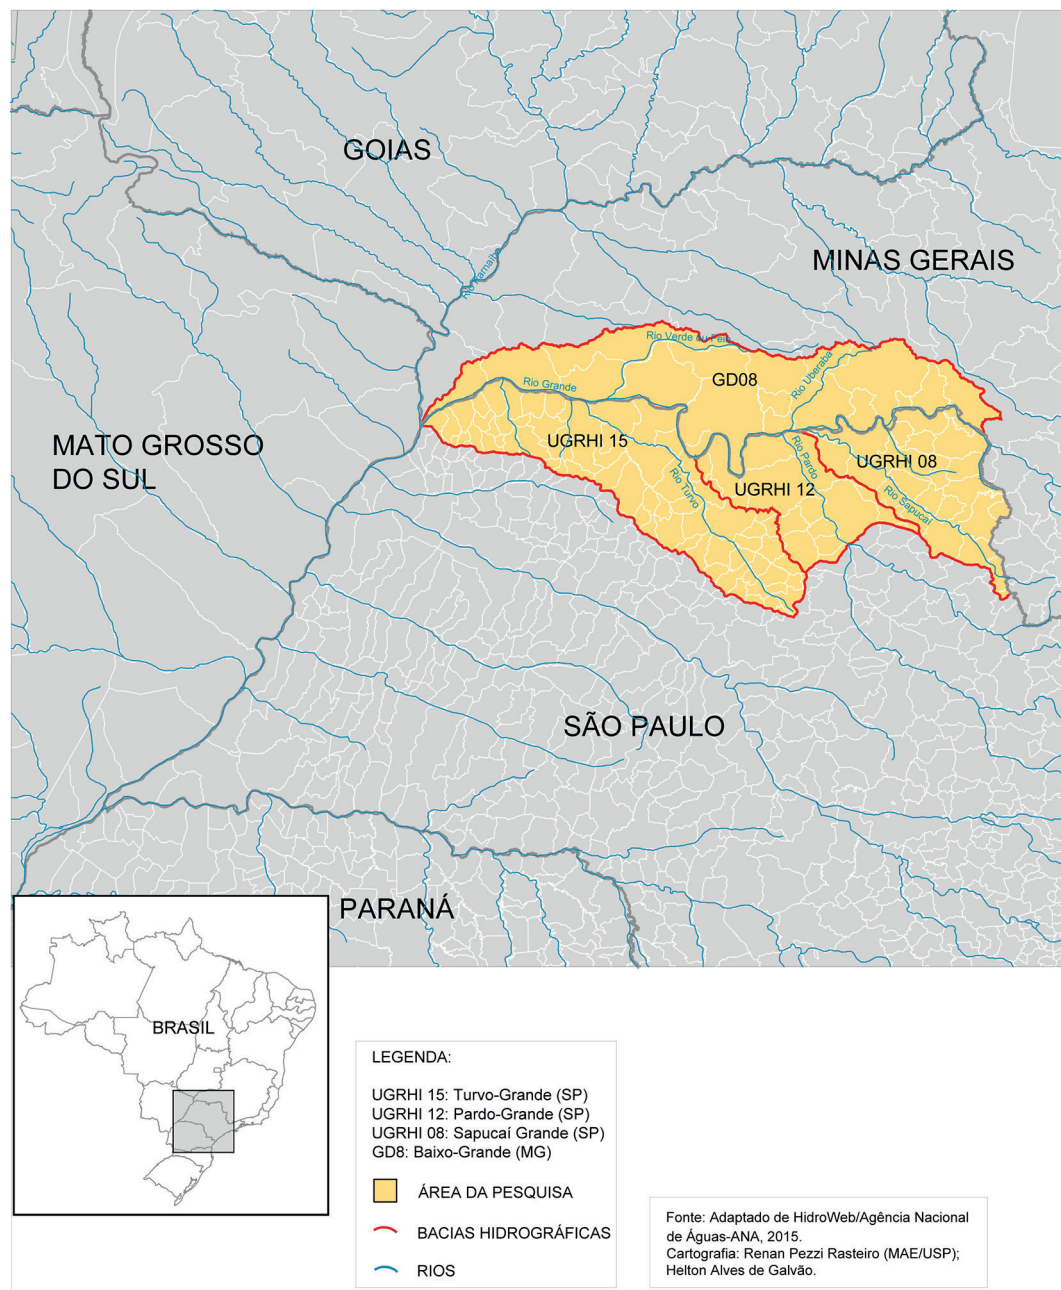 GOIAS
MINAS GERAIS
Rio Parnaíba
Rio Verde ou Feio
GD08
Rio Uberaba
Rio Grande
MATO GROSSO
DO SUL
UGRHI 15
Rio Turvo
UGRHI 12
Rio Pardo
UGRHI 08
Rio Sapucaí
SÃO PAULO
PARANÁ
BRASIL
LEGENDA:
UGRHI 15: Turvo-Grande (SP)
UGRHI 12: Pardo-Grande (SP)
UGRHI 08: Sapucaí Grande (SP)
GD8: Baixo-Grande (MG)
ÁREA DA PESQUISA
BACIAS HIDROGRÁFICAS
RIOS
Fonte: Adaptado de HidroWeb/Agência Nacional
de Águas-ANA, 2015.
Cartografia: Renan Pezzi Rasteiro (MAE/USP);
Helton Alves de Galvão.